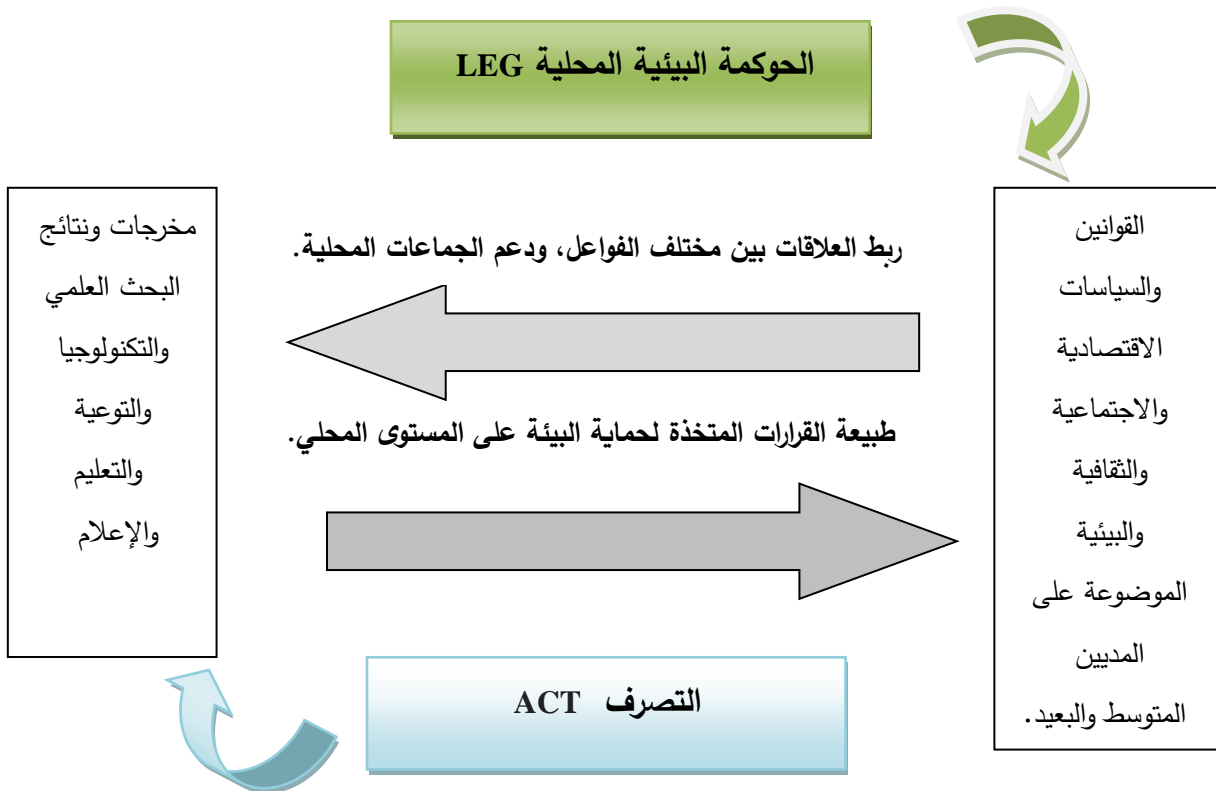 الحوكمة البيئية المحلية LEG
القوانين
والسياسات
الاقتصادية
والاجتماعية
والثقافية
والبيئية
الموضوعة على
المديين
المتوسط والبعيد.
ربط العلاقات بين مختلف الفواعل، ودعم الجماعات المحلية.
طبيعة القرارات المتخذة لحماية البيئة على المستوى المحلي.
مخرجات ونتائج
البحث العلمي
والتكنولوجيا
والتوعية
والتعليم
والإعلام
التصرف ACT